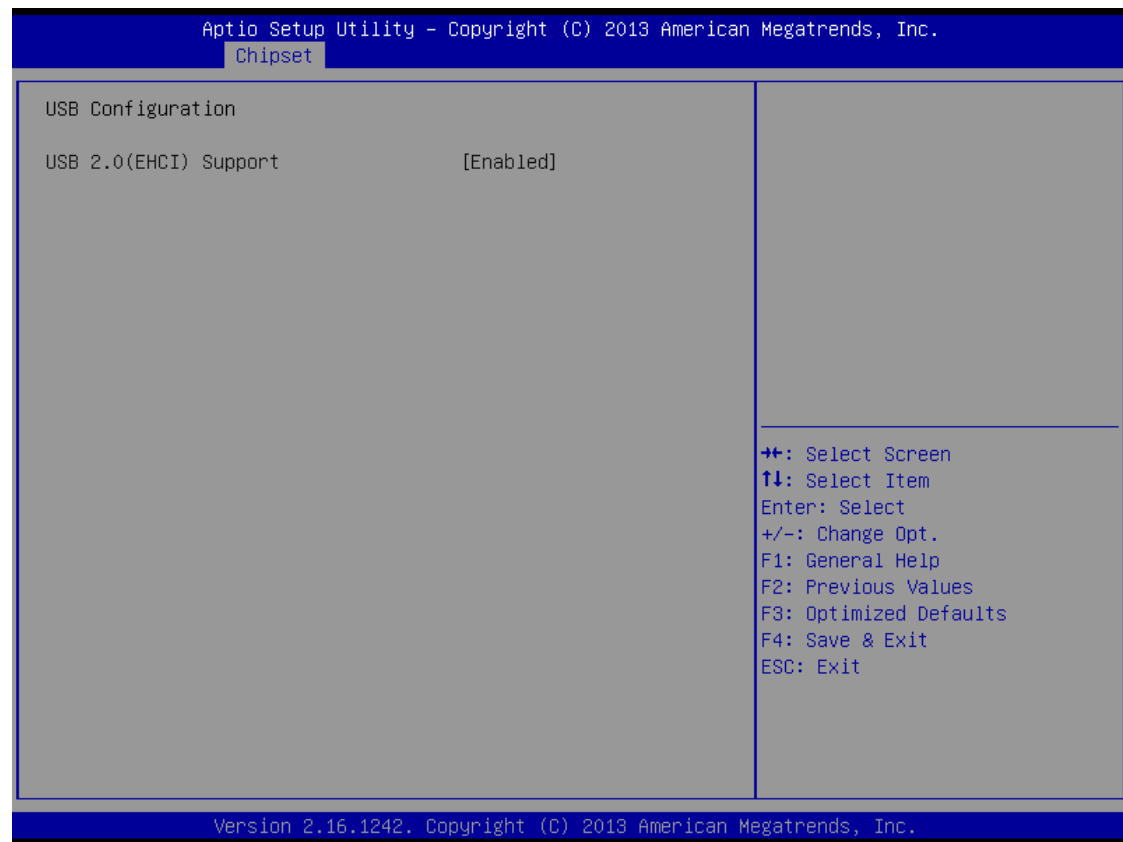 Aptio Setup Utility – Copyright (C) 2013 American Megatrends, Inc.
Chipset
USB Configuration
USB 2.0(EHCI) Support [Enabled]
→←: Select Screen
↑↓: Select Item
Enter: Select
+/-: Change Opt.
F1: General Help
F2: Previous Values
F3: Optimized Defaults
F4: Save & Exit
ESC: Exit
Version 2.16.1242. Copyright (C) 2013 American Megatrends, Inc.